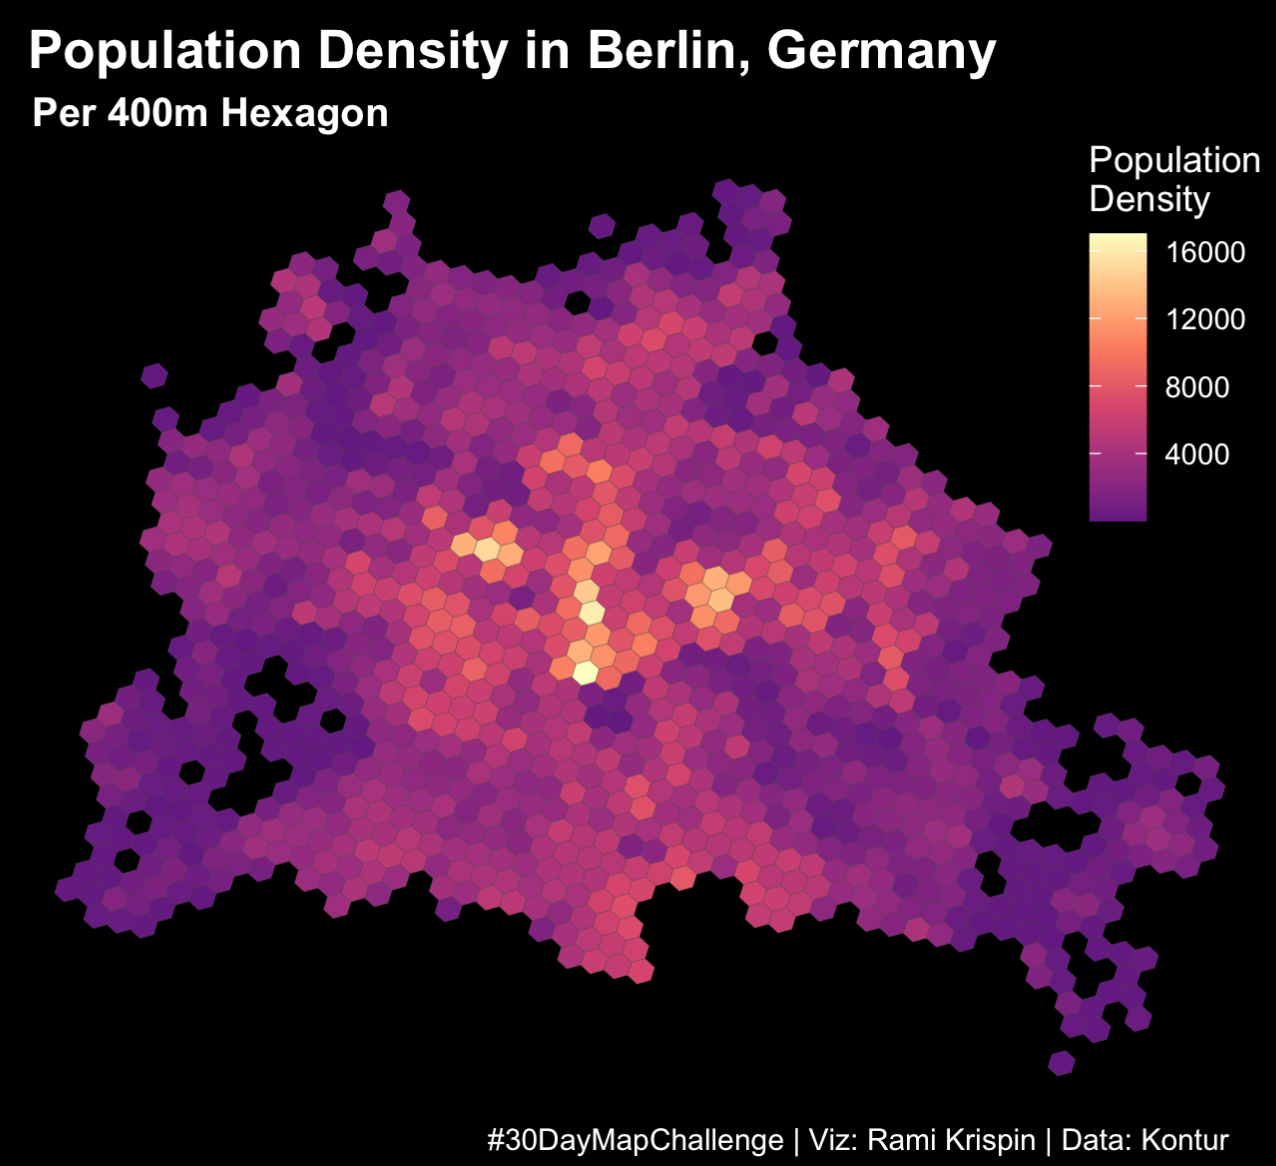 Population Density in Berlin, Germany
Per 400m Hexagon
Population
Density
16000
12000
8000
4000
#30DayMapChallenge | Viz: Rami Krispin | Data: Kontur